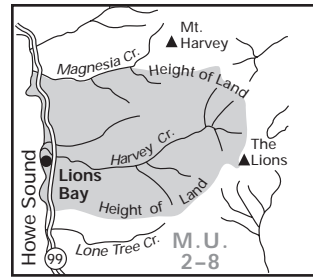 Mt.
Harvey
Magnesia Cr.
Height of Land
Harvey Cr.
The
Lions
Howe Sound
Lions
Bay
Height of Land
Lone Tree Cr.
M.U.
2–8
99